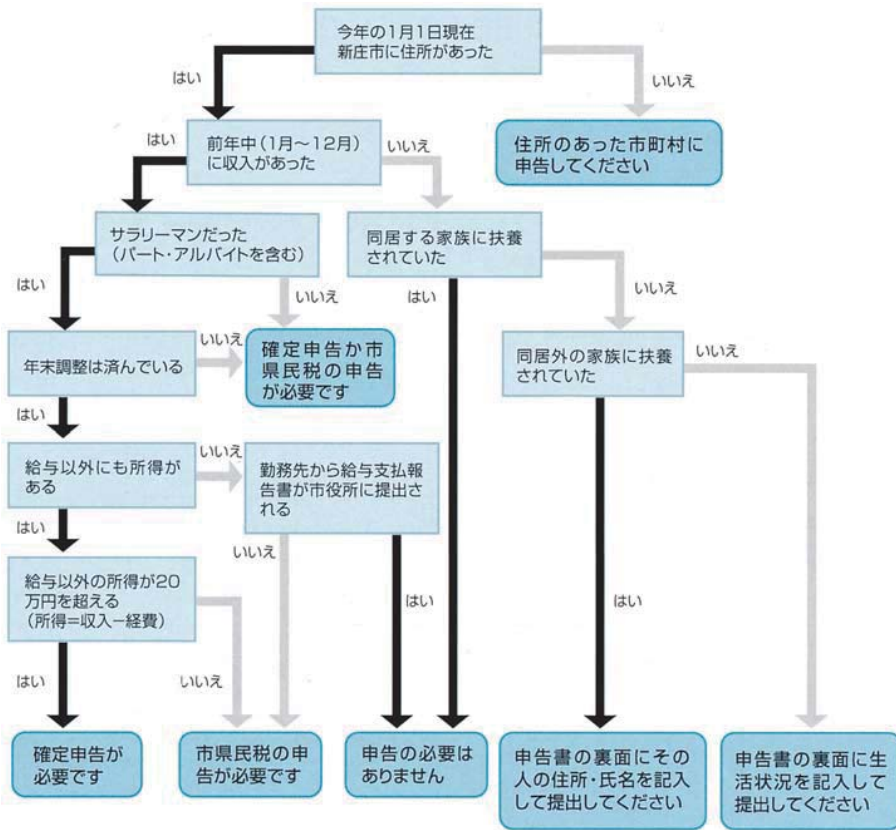 今年の1月1日現在
新庄市に住所があった
はい
いいえ
前年中(1月～12月)
に収入があった
住所のあった市町村に
申告してください
はい
いいえ
サラリーマンだった
(パート・アルバイトを含む)
同居する家族に扶養
されていた
はい
いいえ
はい
いいえ
年末調整は済んでいる
いいえ
確定申告か市
県民税の申告
が必要です
同居外の家族に扶養
されていた
いいえ
はい
給与以外にも所得が
ある
いいえ
勤務先から給与支払報
告書が市役所に提出さ
れる
はい
いいえ
給与以外の所得が20
万円を超える
(所得=収入-経費)
はい
はい
はい
いいえ
確定申告が
必要です
市県民税の申
告が必要です
申告の必要は
ありません
申告書の裏面にその
人の住所・氏名を記入
して提出してください
申告書の裏面に生
活状況を記入して
提出してください